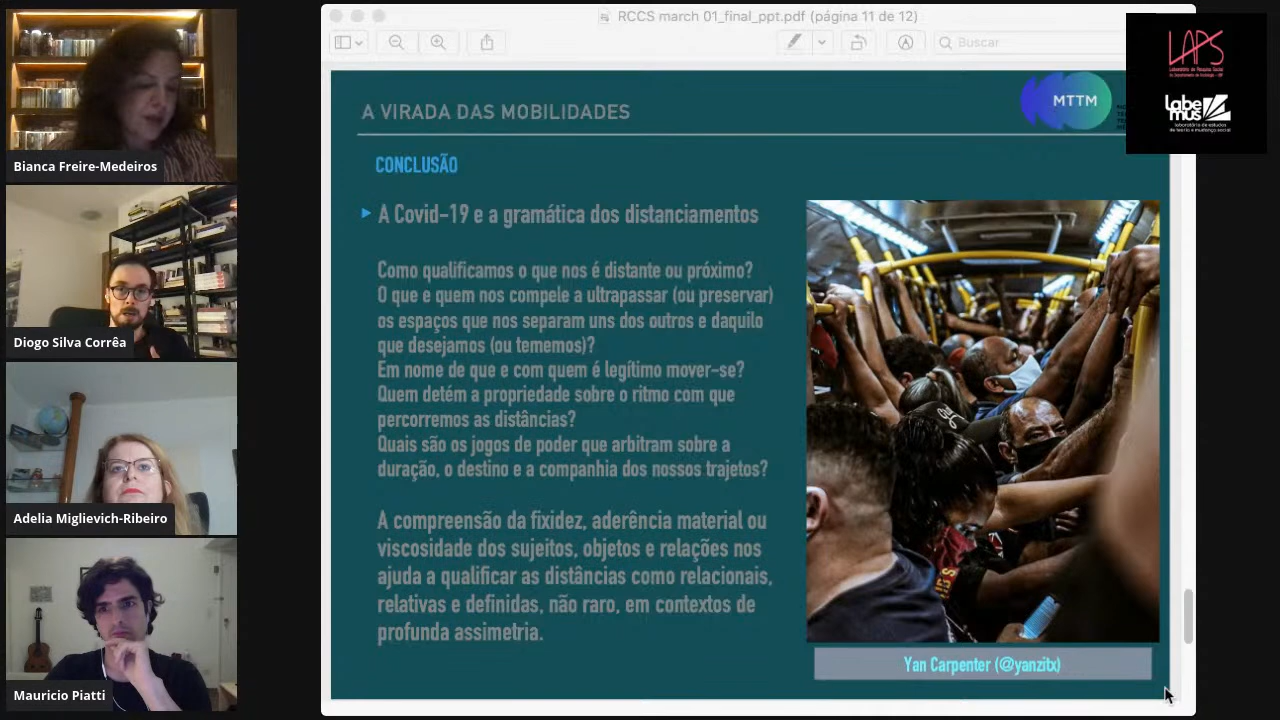 Bianca Freire-Medeiros
Diogo Silva Corrêa
Adelia Miglievich-Ribeiro
Mauricio Piatti
RCCS march 01_final_ppt.pdf (página 11 de 12)
Buscar
LAPS
labe
mus
A VIRADA DAS MOBILIDADES
MTTM
CONCLUSÃO
A Covid-19 e a gramática dos distanciamentos
Como qualificamos o que nos é distante ou próximo?
O que e quem nos compele a ultrapassar (ou preservar)
os espaços que nos separam uns dos outros e daquilo
que desejamos (ou tememos)?
Em nome de que e com quem é legítimo mover-se?
Quem detém a propriedade sobre o ritmo com que
percorremos as distâncias?
Quais são os jogos de poder que arbitram sobre a
duração, o destino e a companhia dos nossos trajetos?
A compreensão da fixidez, aderência material ou
viscosidade dos sujeitos, objetos e relações nos
ajuda a qualificar as distâncias como relacionais,
relativas e definidas, não raro, em contextos de
profunda assimetria.
Yan Carpenter (@yanzitx)